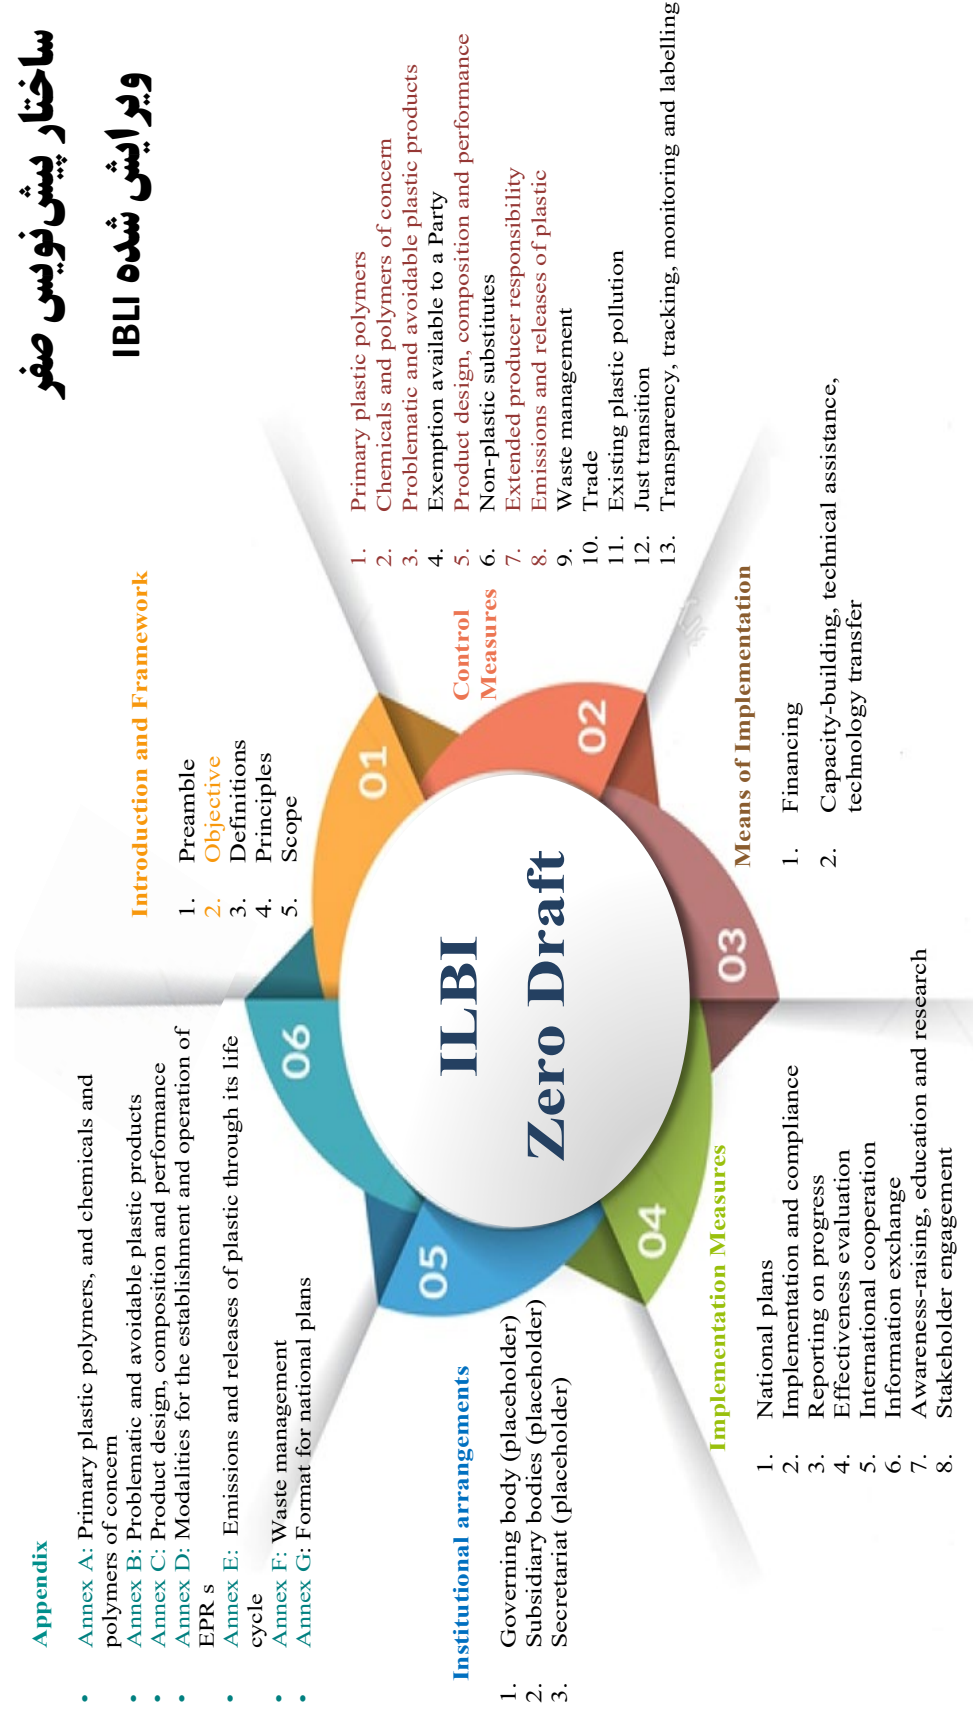 ساختار پیش‌نویس صفر
ویرایش شده IBLI
Introduction and Framework
1. Preamble
2. Objective
3. Definitions
4. Principles
5. Scope
Control
Measures
1. Primary plastic polymers
2. Chemicals and polymers of concern
3. Problematic and avoidable plastic products
4. Exemption available to a Party
5. Product design, composition and performance
6. Non-plastic substitutes
7. Extended producer responsibility
8. Emissions and releases of plastic
9. Waste management
10. Trade
11. Existing plastic pollution
12. Just transition
13. Transparency, tracking, monitoring and labelling
Means of Implementation
1. Financing
2. Capacity-building, technical assistance,
technology transfer
Implementation Measures
1. National plans
2. Implementation and compliance
3. Reporting on progress
4. Effectiveness evaluation
5. International cooperation
6. Information exchange
7. Awareness-raising, education and research
8. Stakeholder engagement
Institutional arrangements
1. Governing body (placeholder)
2. Subsidiary bodies (placeholder)
3. Secretariat (placeholder)
Appendix
• Annex A: Primary plastic polymers, and chemicals and
polymers of concern
• Annex B: Problematic and avoidable plastic products
• Annex C: Product design, composition and performance
• Annex D: Modalities for the establishment and operation of
EPR s
• Annex E: Emissions and releases of plastic through its life
cycle
• Annex F: Waste management
• Annex G: Format for national plans
01
02
03
04
05
06
ILBI
Zero Draft